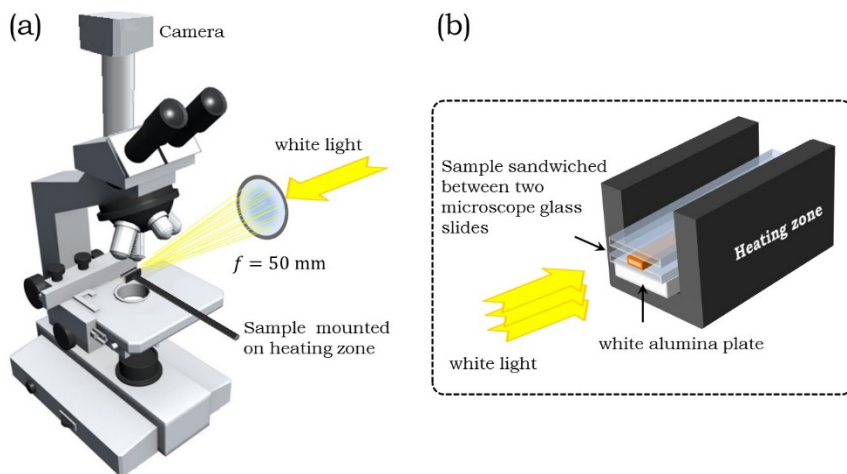 (a)
Camera
white light
f = 50 mm
Sample mounted
on heating zone
(b)
Sample sandwiched
between two
microscope glass
slides
Heating zone
white light
white alumina plate